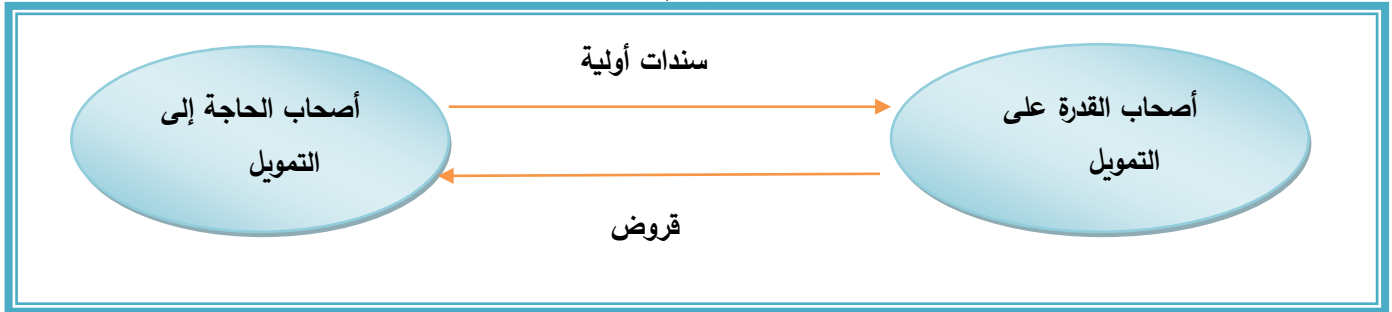 سندات أولية
أصحاب القدرة على
التمويل
أصحاب الحاجة إلى
التمويل
قروض